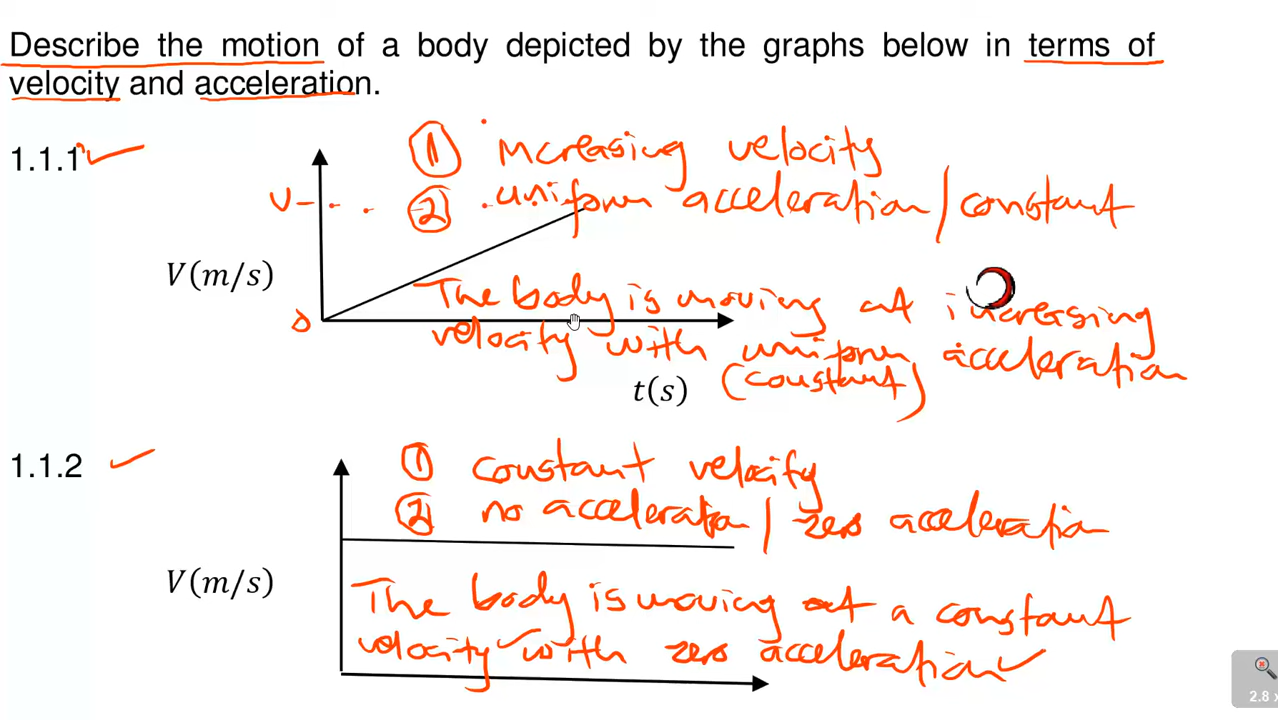 Describe the motion of a body depicted by the graphs below in terms of
velocity and acceleration.
1.1.1
① increasing velocity
V
② uniform acceleration/constant
V(m/s)
The body is moving at increasing
0
velocity with uniform acceleration
(constant)
t(s)
1.1.2
① constant velocity
② no acceleration/zero acceleration
V(m/s)
The body is moving at a constant
velocity with zero acceleration
2.8 x